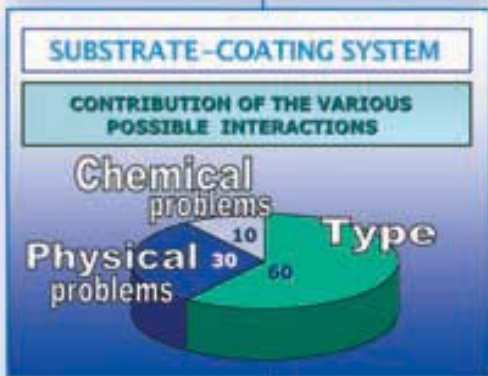 SUBSTRATE-COATING SYSTEM
CONTRIBUTION OF THE VARIOUS
POSSIBLE INTERACTIONS
Chemical
problems
10
Type
Physical
problems
30
60